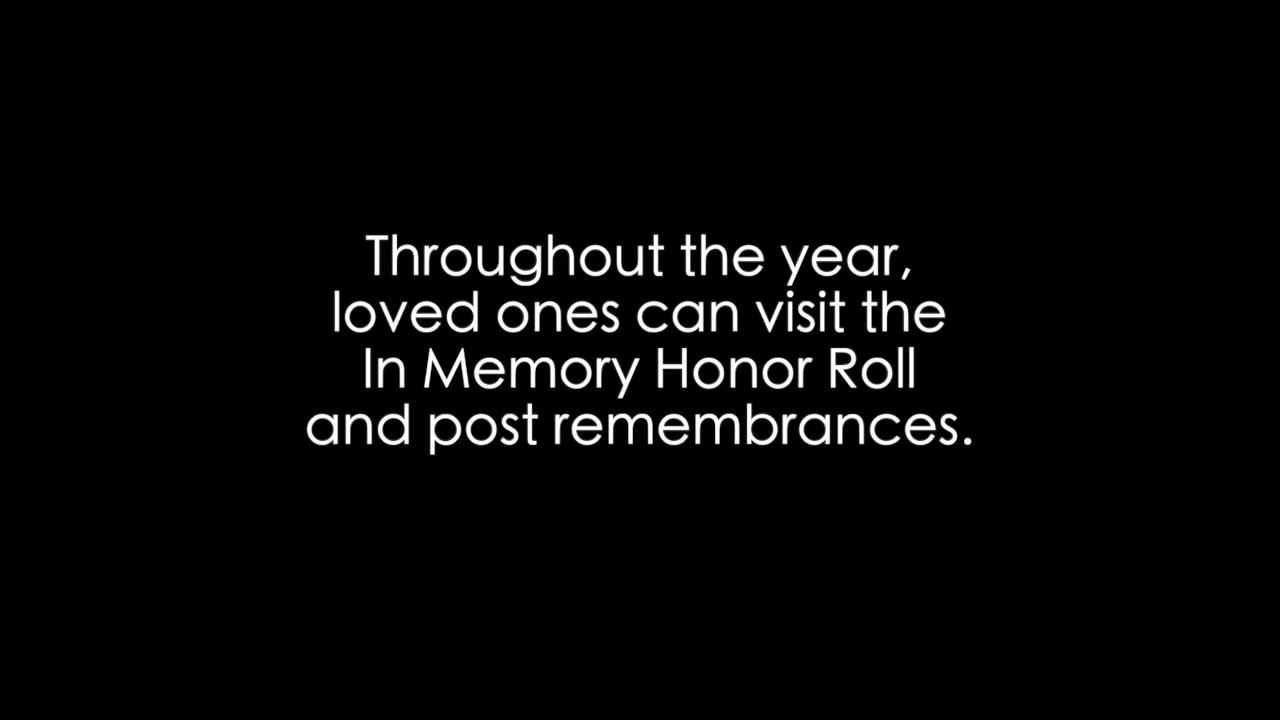 Throughout the year,
loved ones can visit the
In Memory Honor Roll
and post remembrances.